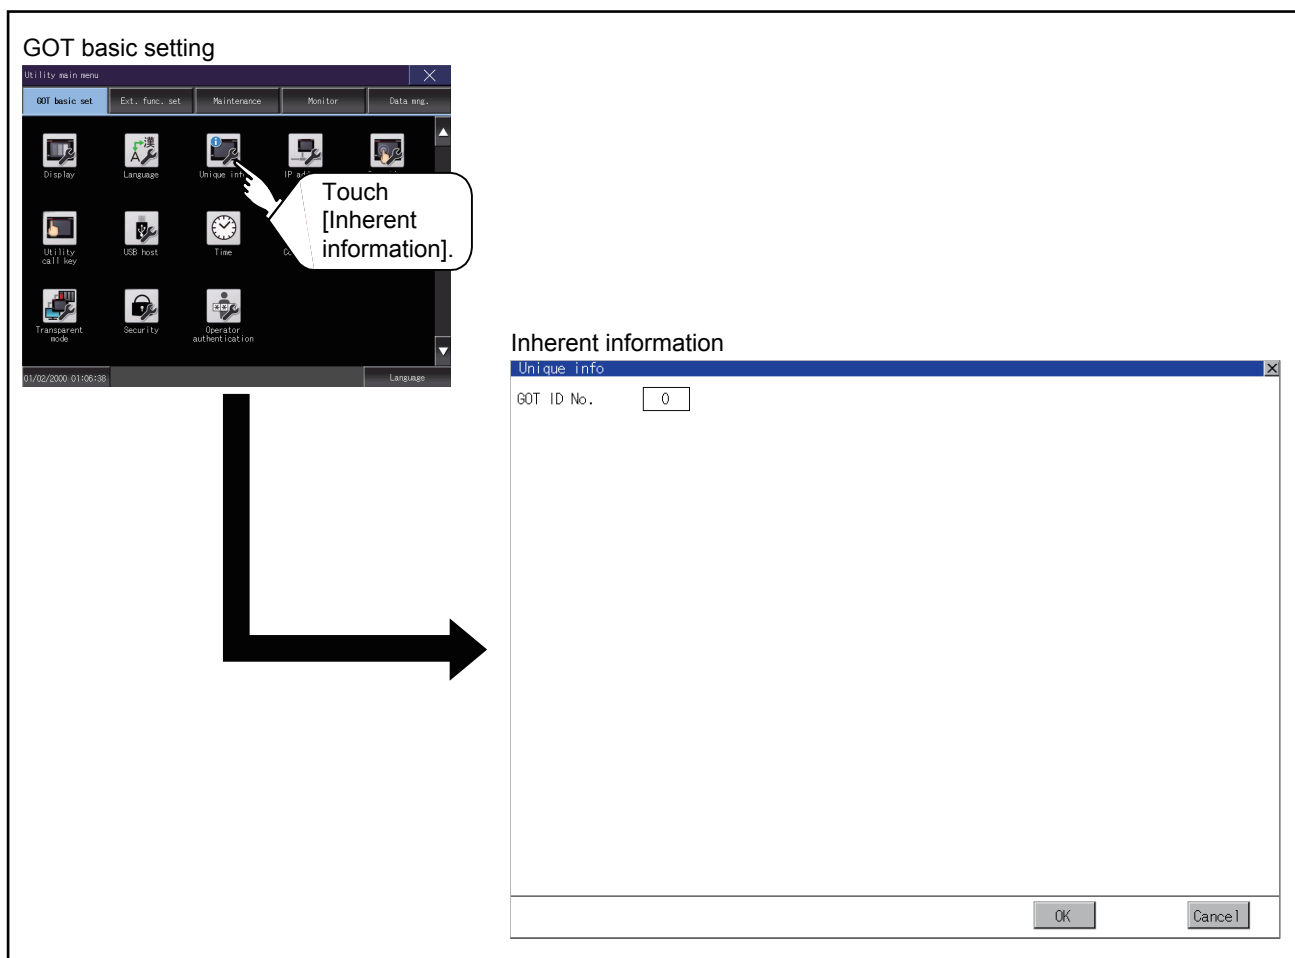 GOT basic setting
Utility main menu
GOT basic set Ext. func. set Maintenance Monitor Data mng.
漢
A
Display Language Unique info IP
Touch
[Inherent
information].
Utility
call key
USB host Time
Transparent
mode
Security Operator
authentication
01/02/2000 01:06:38 Language
Inherent information
Unique info
GOT ID No. 0
OK Cancel